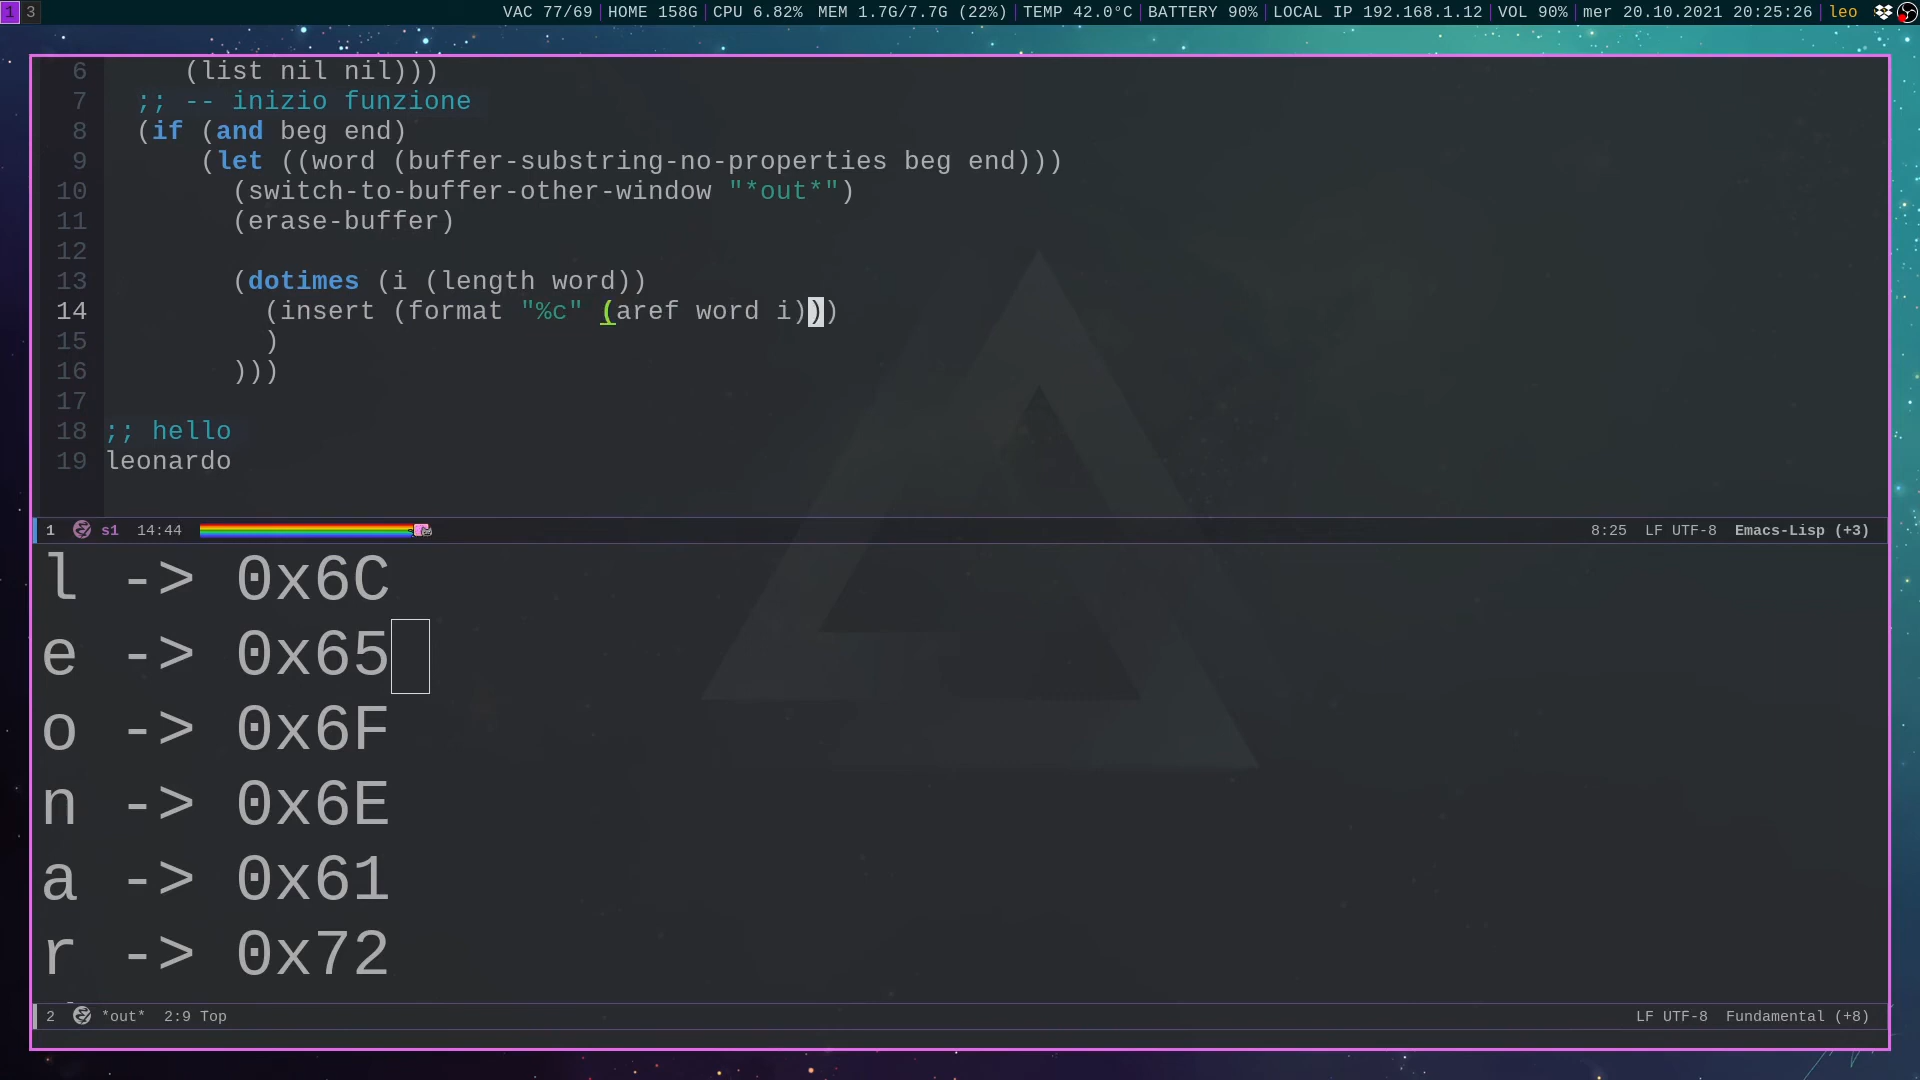 1 3 VAC 77/69 HOME 158G CPU 6.82% MEM 1.7G/7.7G (22%) TEMP 42.0°C BATTERY 90% LOCAL IP 192.168.1.12 VOL 90% mer 20.10.2021 20:25:26 leo
6 (list nil nil)))
7 ;; -- inizio funzione
8 (if (and beg end)
9 (let ((word (buffer-substring-no-properties beg end)))
10 (switch-to-buffer-other-window "*out*")
11 (erase-buffer)
12
13 (dotimes (i (length word))
14 (insert (format "%c" (aref word i)))
15 )
16 )))
17
18 ;; hello
19 leonardo
1 s1 14:44 8:25 LF UTF-8 Emacs-Lisp (+3)
l -> 0x6C
e -> 0x65
o -> 0x6F
n -> 0x6E
a -> 0x61
r -> 0x72
2 *out* 2:9 Top LF UTF-8 Fundamental (+8)